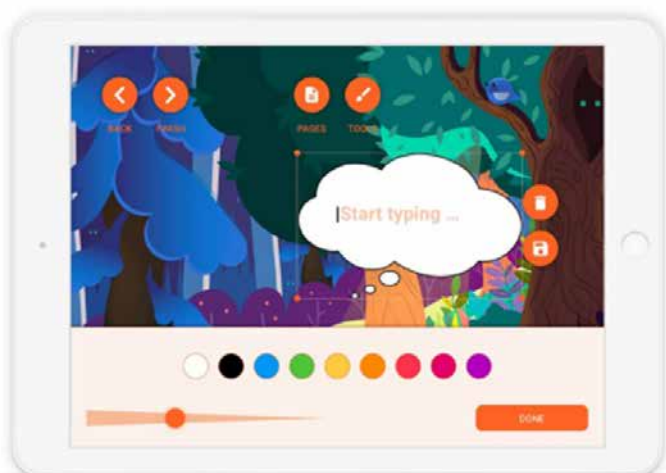 BACK
FINISH
PAGES
TOOLS
Start typing ...
DONE